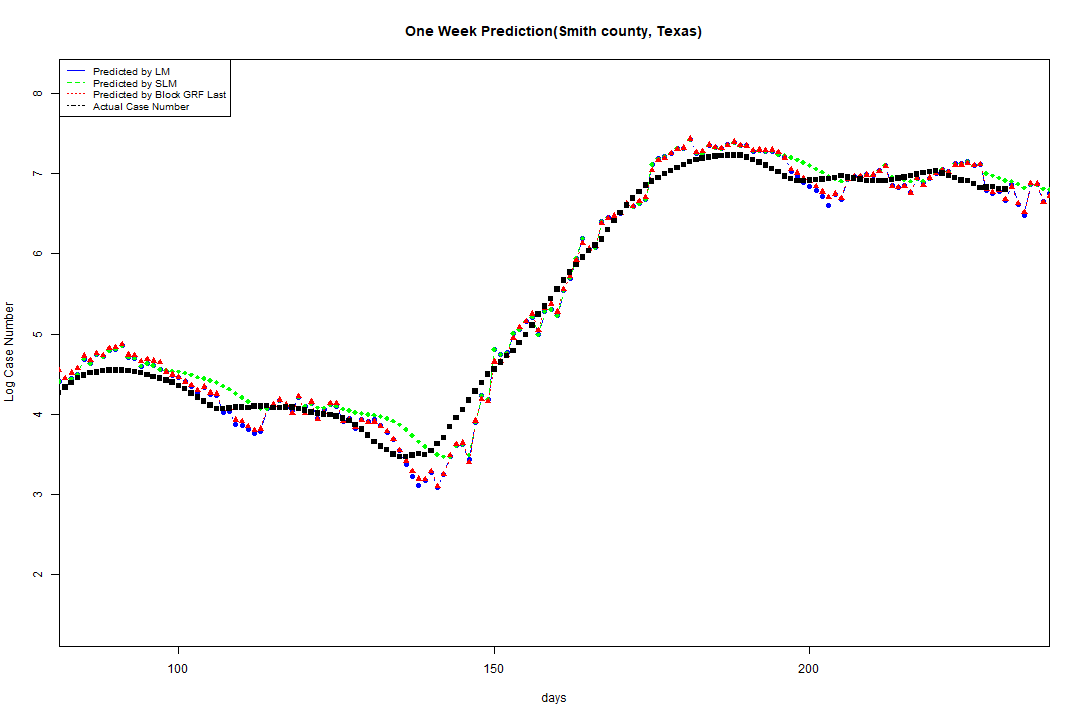 One Week Prediction(Smith county, Texas)
Predicted by LM
Predicted by SLM
Predicted by Block GRF Last
Actual Case Number
Log Case Number
8
7
6
5
4
3
2
100 150 200
days